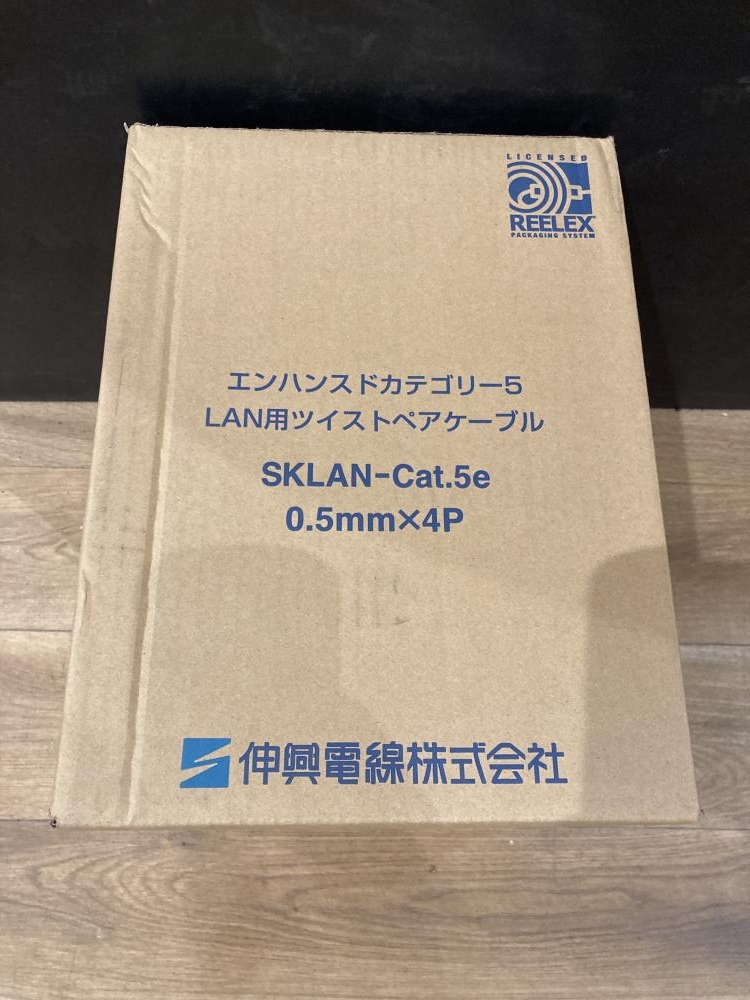 LICENSED
REELEX
PACKAGING SYSTEM
エンハンスドカテゴリー5
LAN用ツイストペアケーブル
SKLAN-Cat.5e
0.5mm×4P
伸興電線株式会社